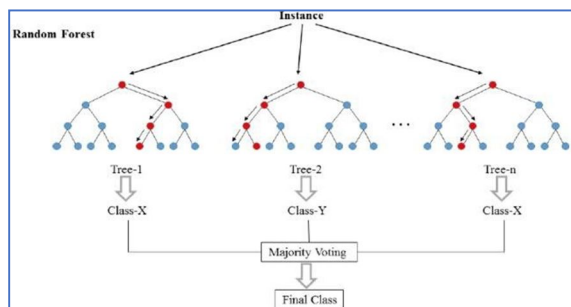 Instance
Random Forest
...
Tree-1 Tree-2 Tree-n
Class-X Class-Y Class-X
Majority Voting
Final Class